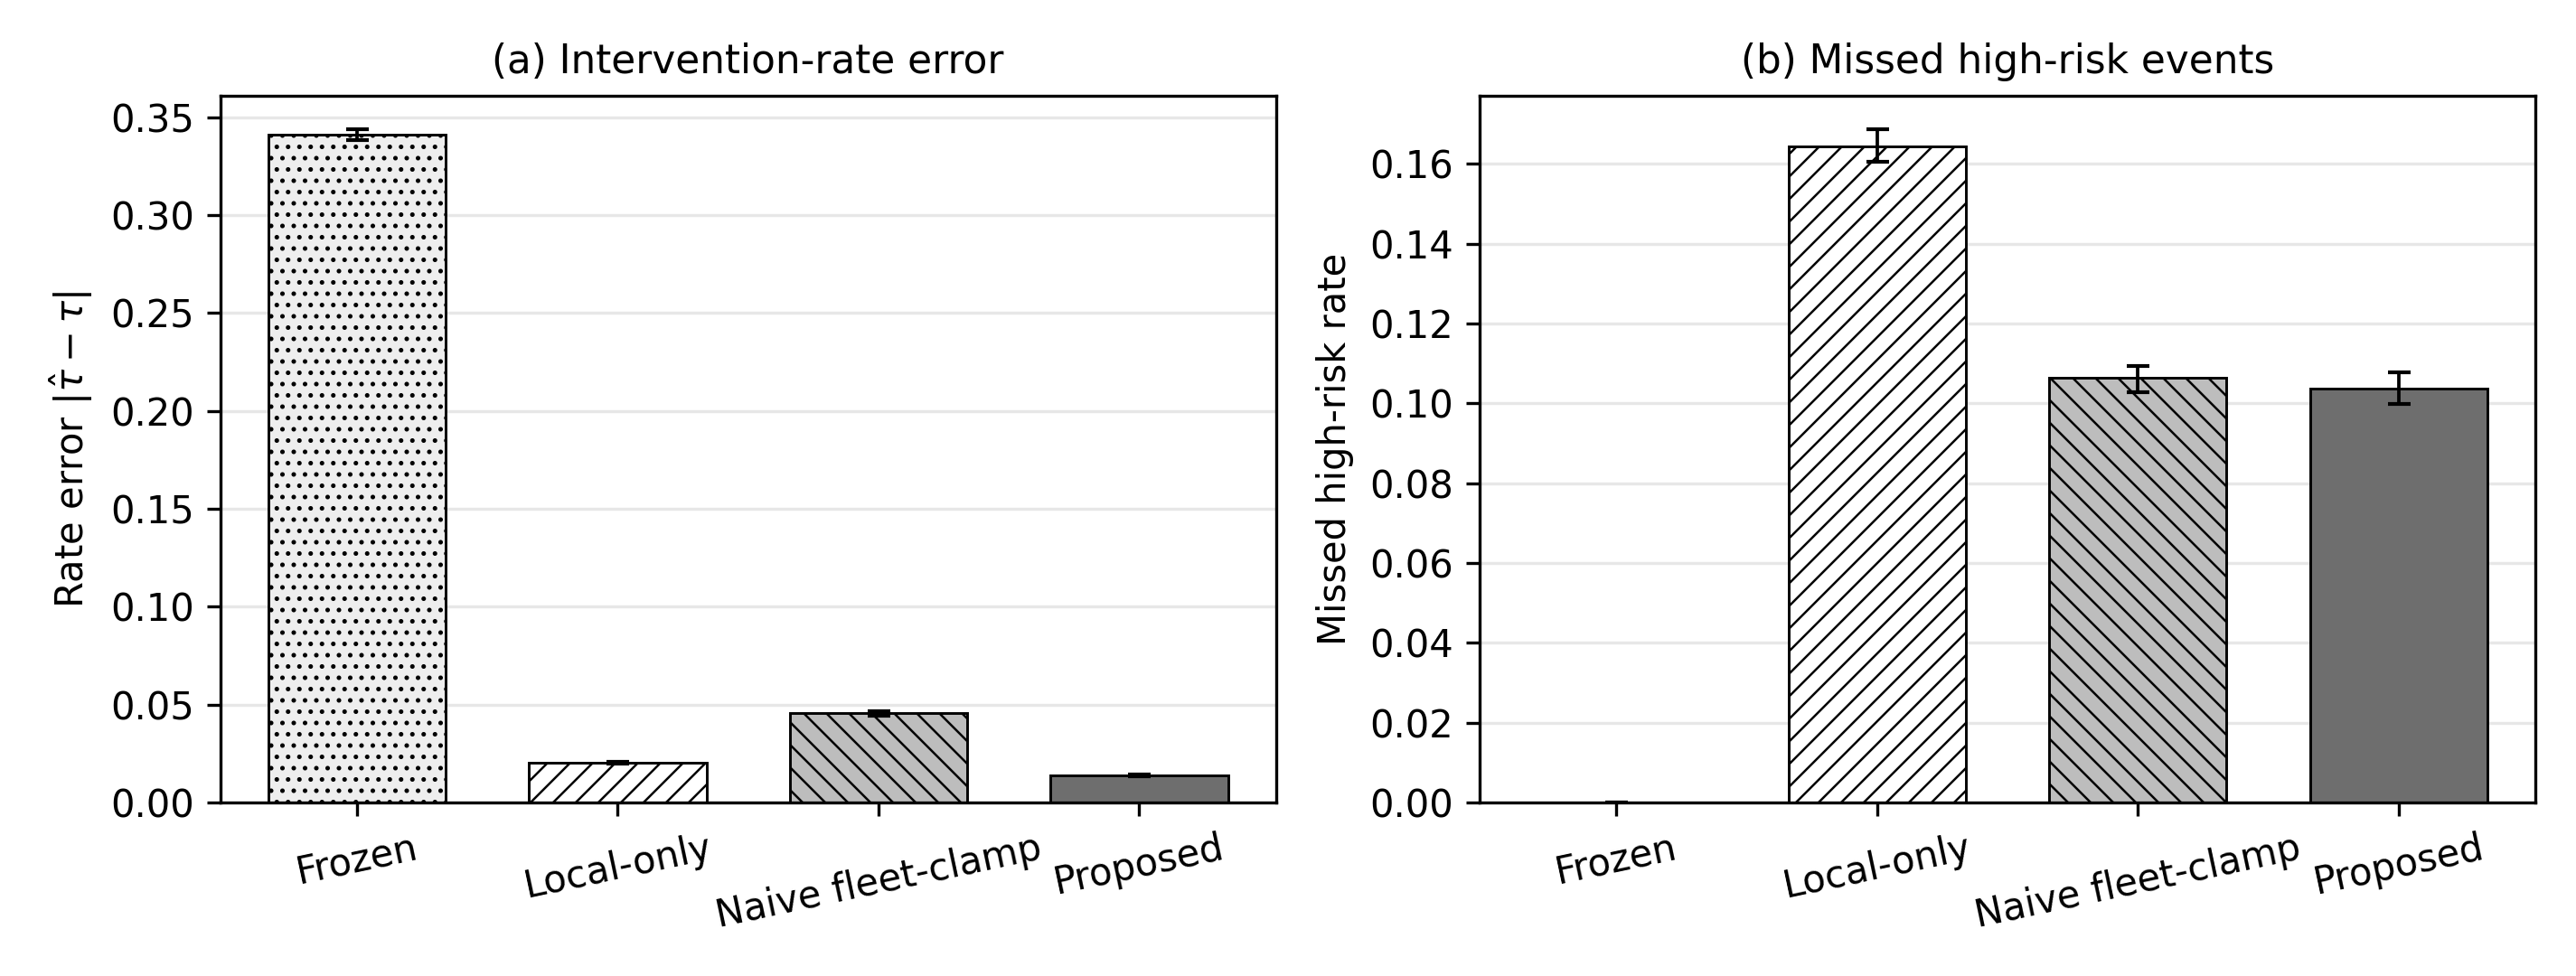 (a) Intervention-rate error
Rate error |τ̂ − τ|
0.35
0.30
0.25
0.20
0.15
0.10
0.05
0.00
Frozen
Local-only
Naive fleet-clamp
Proposed
(b) Missed high-risk events
Missed high-risk rate
0.16
0.14
0.12
0.10
0.08
0.06
0.04
0.02
0.00
Frozen
Local-only
Naive fleet-clamp
Proposed